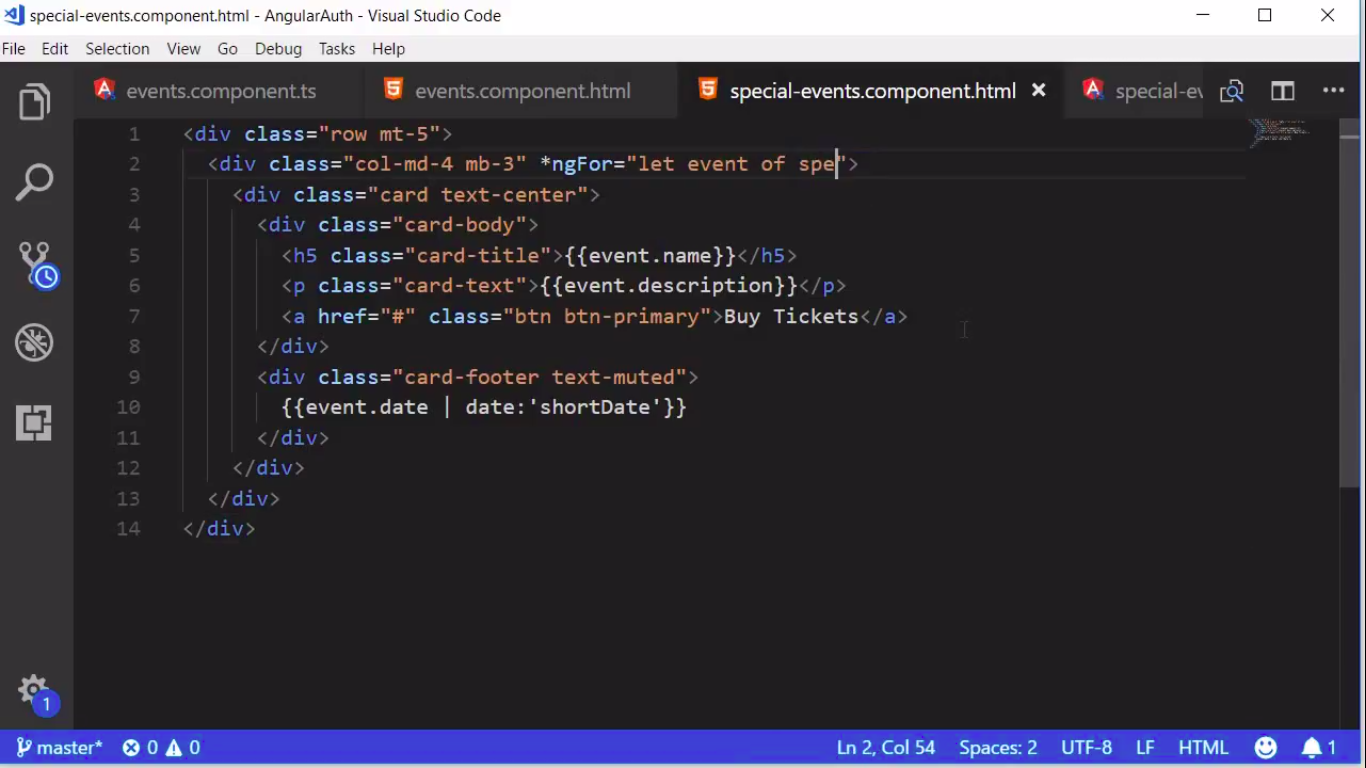 special-events.component.html - AngularAuth - Visual Studio Code
File Edit Selection View Go Debug Tasks Help
events.component.ts events.component.html special-events.component.html special-ev
1 <div class="row mt-5">
2 <div class="col-md-4 mb-3" *ngFor="let event of spe">
3 <div class="card text-center">
4 <div class="card-body">
5 <h5 class="card-title">{{event.name}}</h5>
6 <p class="card-text">{{event.description}}</p>
7 <a href="#" class="btn btn-primary">Buy Tickets</a>
8 </div>
9 <div class="card-footer text-muted">
10 {{event.date | date:'shortDate'}}
11 </div>
12 </div>
13 </div>
14 </div>
1
master* 0 0 Ln 2, Col 54 Spaces: 2 UTF-8 LF HTML 1